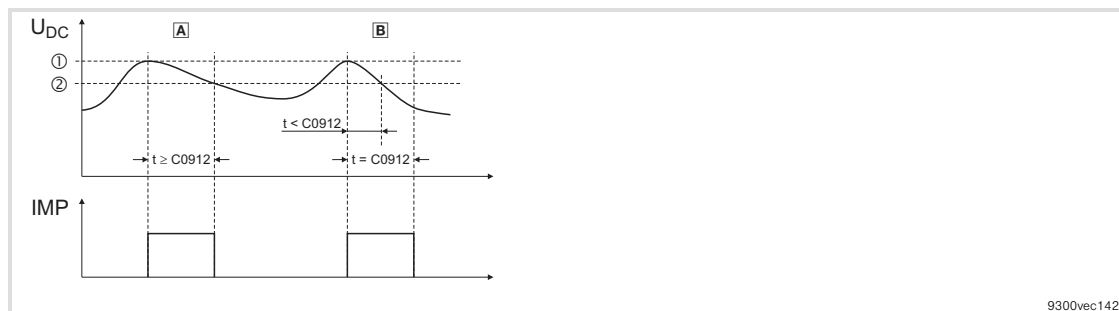 U_DC
A
B
①
②
t < C0912
t ≥ C0912
t = C0912
IMP
9300vec142